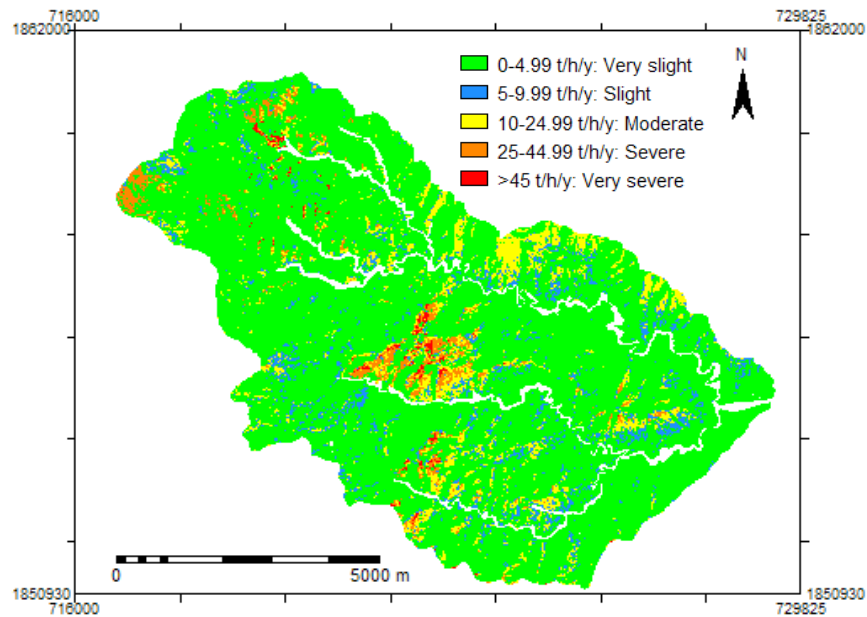 716000
729825
1862000
1862000
N
0-4.99 t/h/y: Very slight
5-9.99 t/h/y: Slight
10-24.99 t/h/y: Moderate
25-44.99 t/h/y: Severe
>45 t/h/y: Very severe
0
5000 m
1850930
1850930
716000
729825